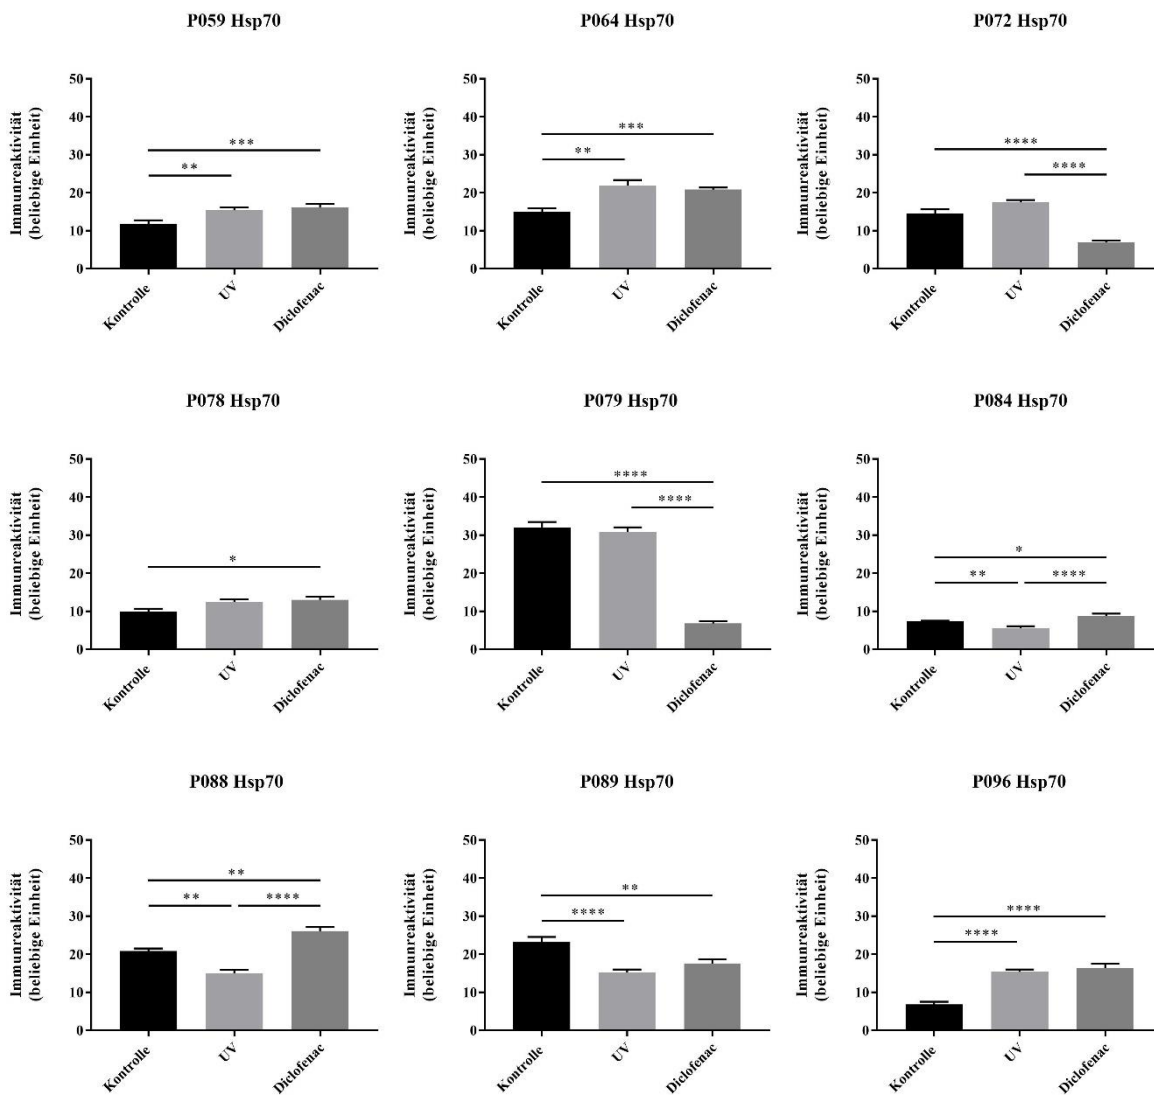 P059 Hsp70
Immunreaktivität
(beliebige Einheit)
50
40
30
20
10
0
***
**
Kontrolle
UV
Diclofenac
P064 Hsp70
Immunreaktivität
(beliebige Einheit)
50
40
30
20
10
0
***
**
Kontrolle
UV
Diclofenac
P072 Hsp70
Immunreaktivität
(beliebige Einheit)
50
40
30
20
10
0
****
****
Kontrolle
UV
Diclofenac
P078 Hsp70
Immunreaktivität
(beliebige Einheit)
50
40
30
20
10
0
*
Kontrolle
UV
Diclofenac
P079 Hsp70
Immunreaktivität
(beliebige Einheit)
50
40
30
20
10
0
****
****
Kontrolle
UV
Diclofenac
P084 Hsp70
Immunreaktivität
(beliebige Einheit)
50
40
30
20
10
0
*
** ****
Kontrolle
UV
Diclofenac
P088 Hsp70
Immunreaktivität
(beliebige Einheit)
50
40
30
20
10
0
**
** ****
Kontrolle
UV
Diclofenac
P089 Hsp70
Immunreaktivität
(beliebige Einheit)
50
40
30
20
10
0
**
****
Kontrolle
UV
Diclofenac
P096 Hsp70
Immunreaktivität
(beliebige Einheit)
50
40
30
20
10
0
****
****
Kontrolle
UV
Diclofenac